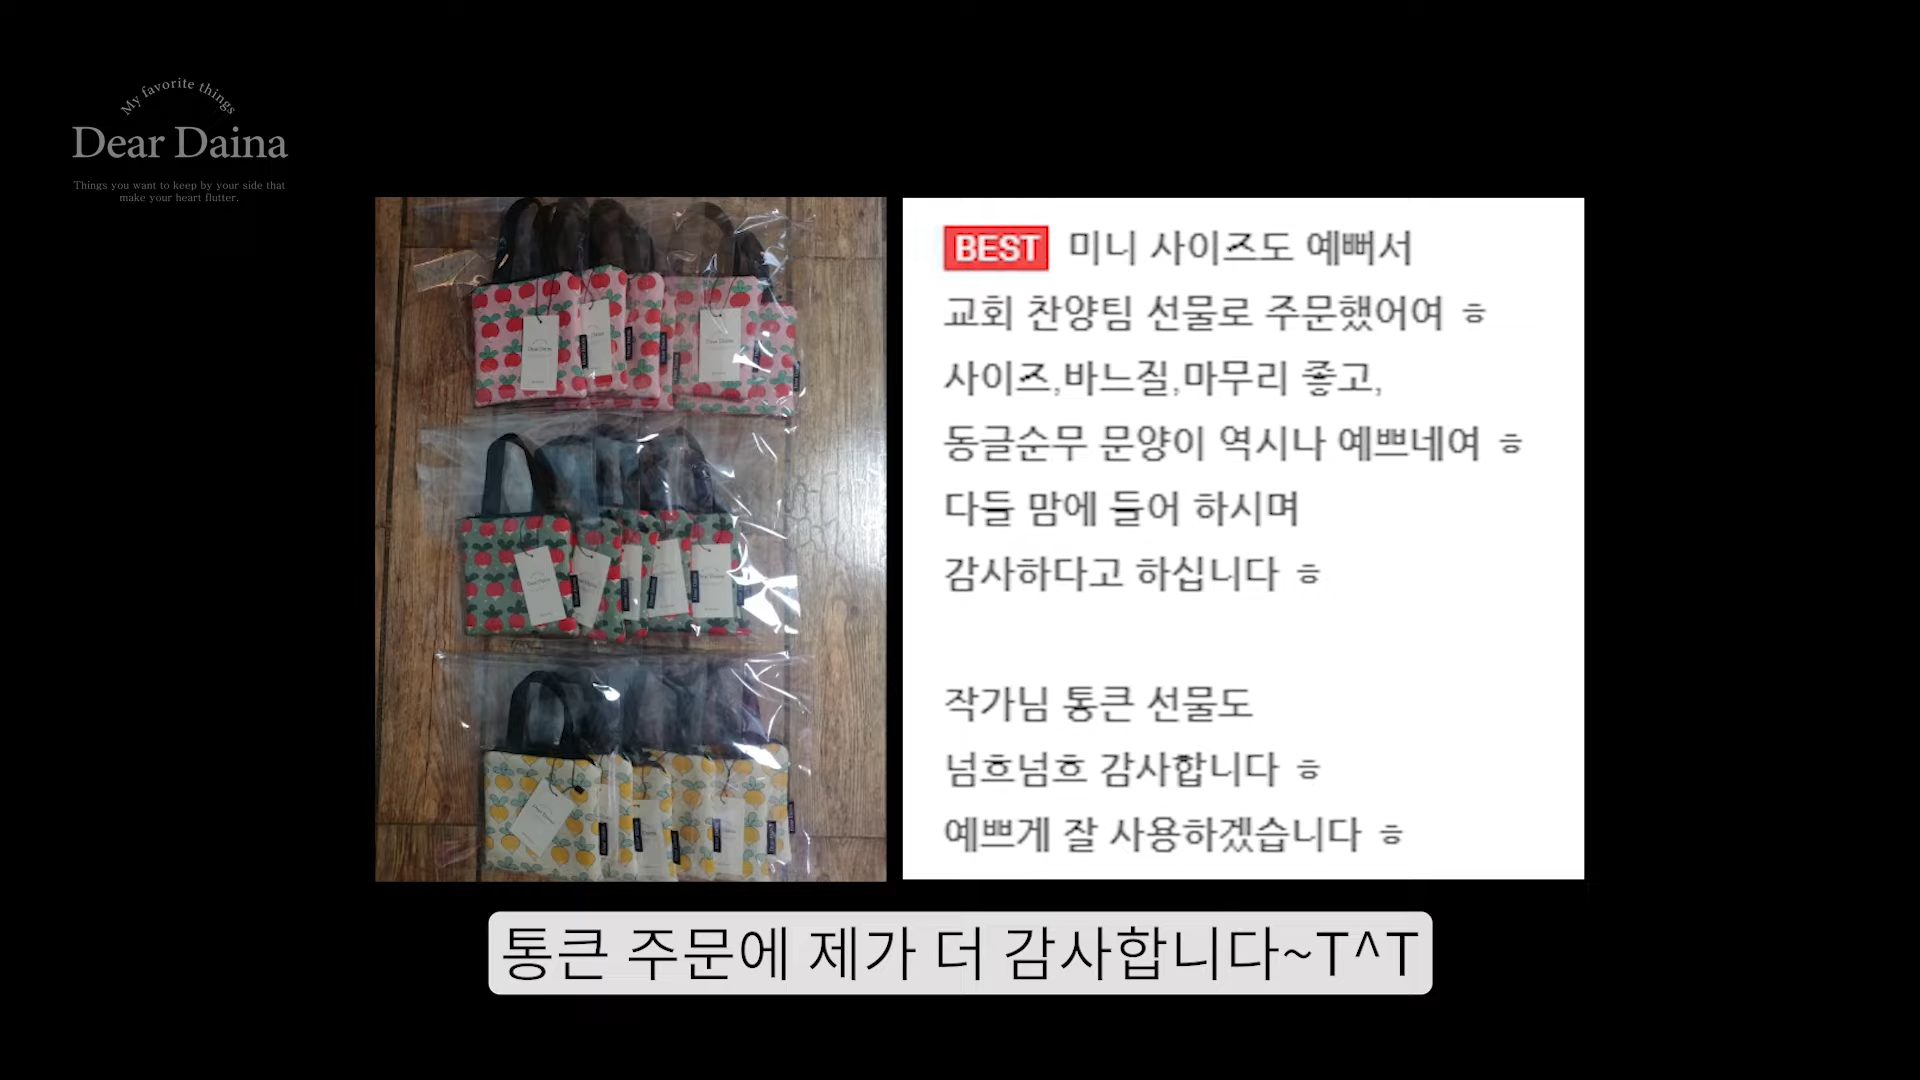 My favorite things
Dear Daina
Things you want to keep by your side that
make your heart flutter.
BEST 미니 사이즈도 예뻐서
교회 찬양팀 선물로 주문했어여 ㅎ
사이즈,바느질,마무리 좋고,
동글순무 문양이 역시나 예쁘네여 ㅎ
다들 맘에 들어 하시며
감사하다고 하십니다 ㅎ
작가님 통큰 선물도
넘흐넘흐 감사합니다 ㅎ
예쁘게 잘 사용하겠습니다 ㅎ
Dear Daina
Dear Daina
Dear Daina
통큰 주문에 제가 더 감사합니다~T^T